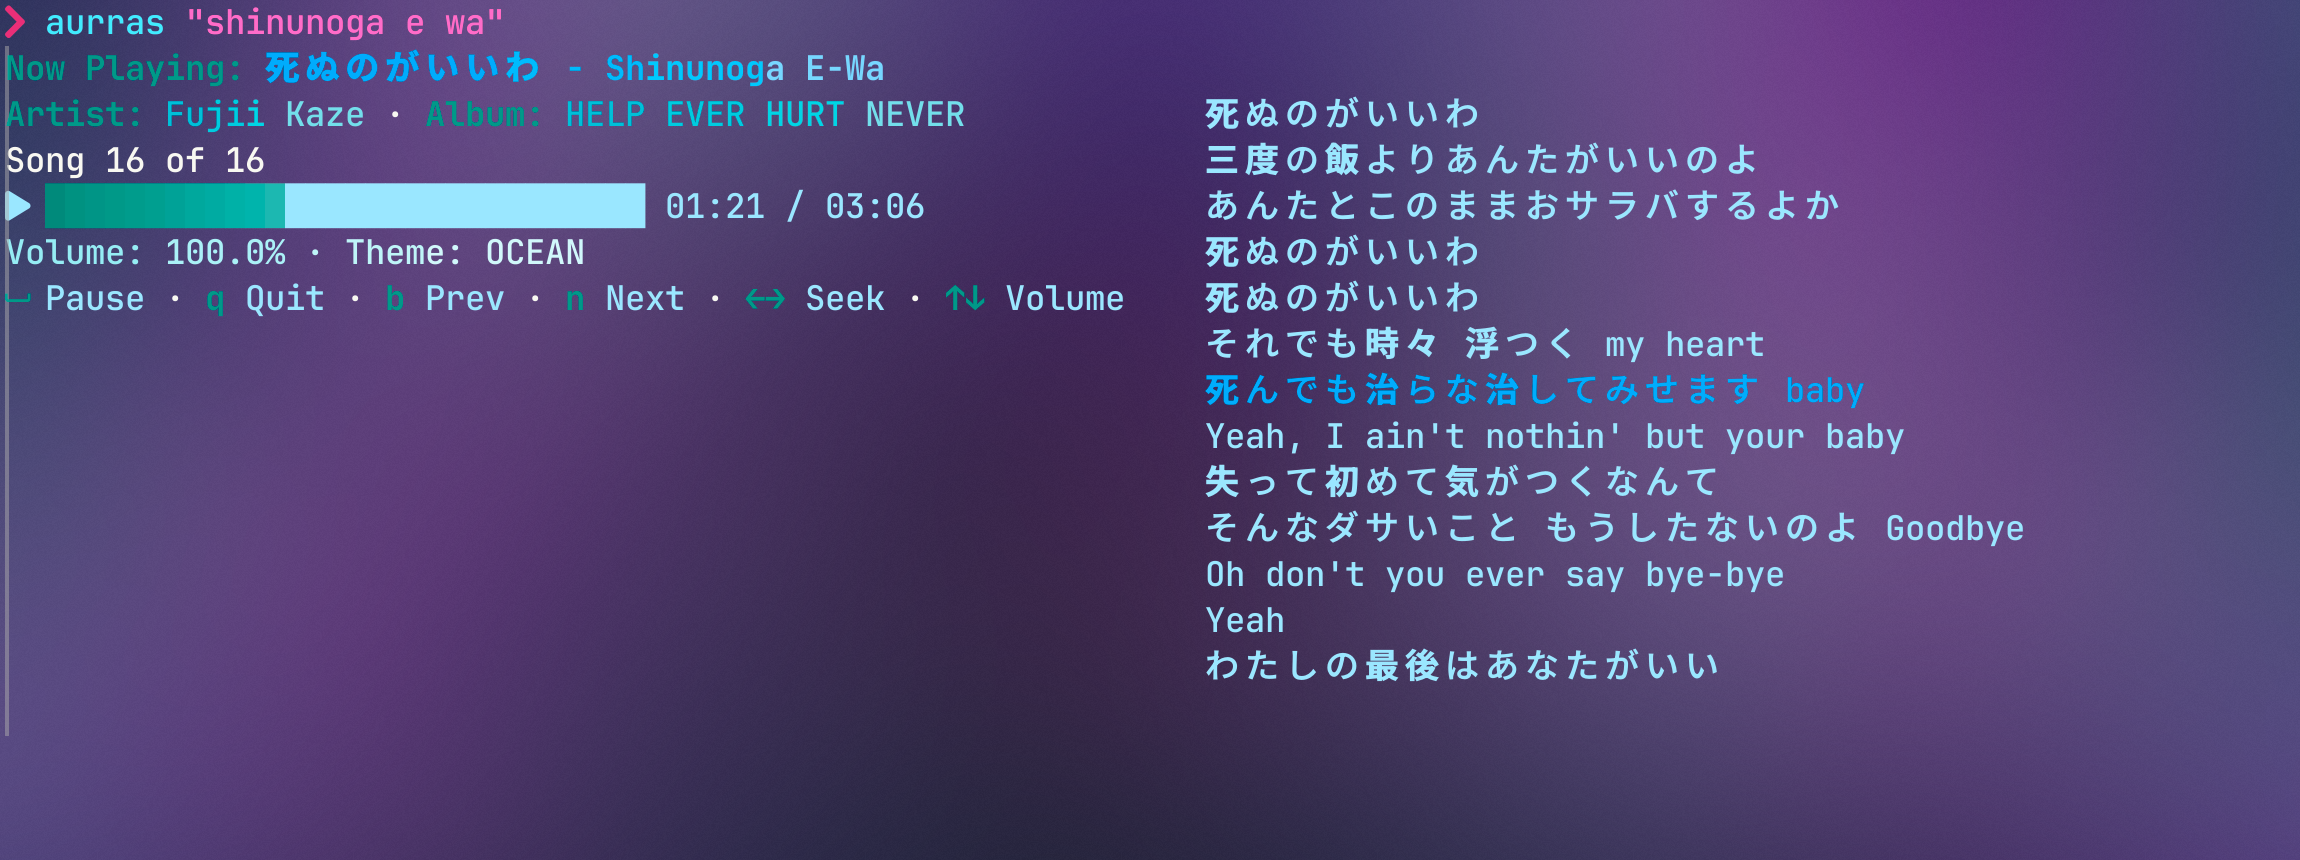 ❯ aurras "shinunoga e wa"
Now Playing: 死ぬのがいいわ - Shinunoga E-Wa
Artist: Fujii Kaze · Album: HELP EVER HURT NEVER
Song 16 of 16
▶ 01:21 / 03:06
Volume: 100.0% · Theme: OCEAN
⎵ Pause · q Quit · b Prev · n Next · ←→ Seek · ↑↓ Volume
死ぬのがいいわ
三度の飯よりあんたがいいのよ
あんたとこのままおサラバするよか
死ぬのがいいわ
死ぬのがいいわ
それでも時々 浮つく my heart
死んでも治らな治してみせます baby
Yeah, I ain't nothin' but your baby
失って初めて気がつくなんて
そんなダサいこと もうしたないのよ Goodbye
Oh don't you ever say bye-bye
Yeah
わたしの最後はあなたがいい